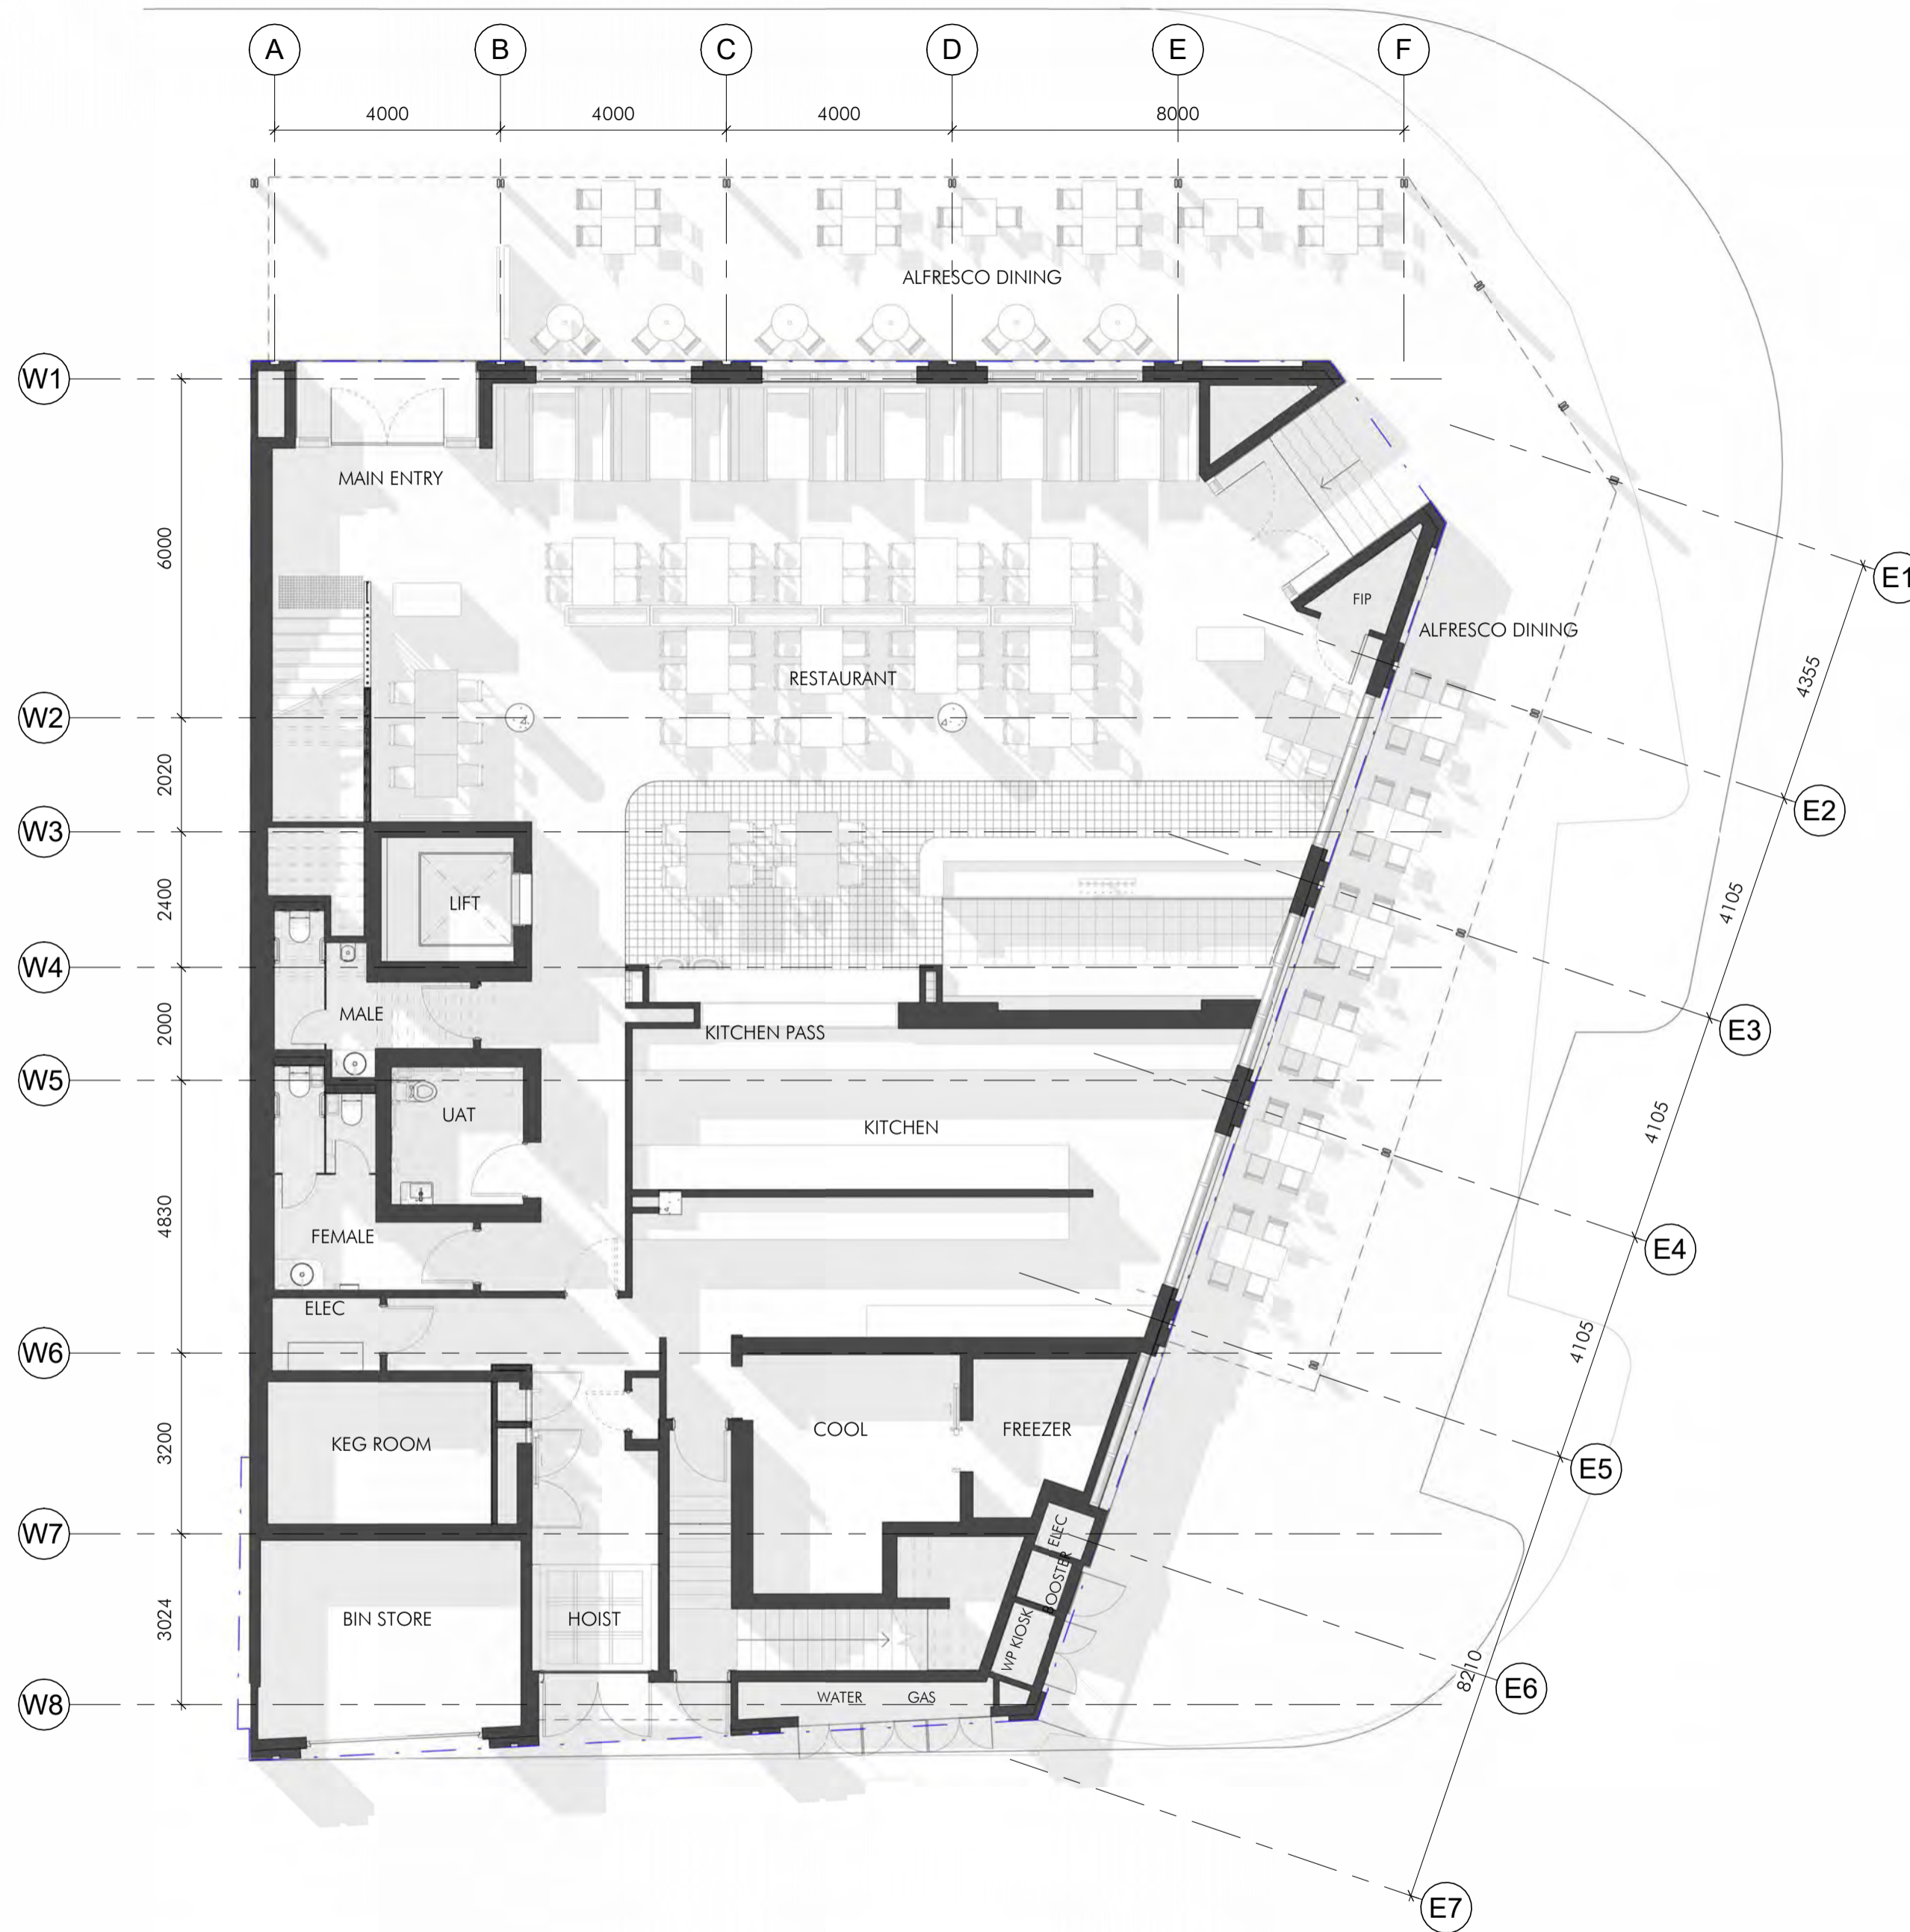 A
B
C
D
E
F
4000
4000
4000
8000
ALFRESCO DINING
W1
MAIN ENTRY
6000
E1
FIP
ALFRESCO DINING
4355
RESTAURANT
W2
2020
E2
W3
2400
LIFT
4105
W4
2000
MALE
KITCHEN PASS
E3
W5
UAT
KITCHEN
4105
4830
FEMALE
E4
ELEC
4105
W6
3200
KEG ROOM
COOL
FREEZER
E5
W7
ELEC
BOOSTER
3024
BIN STORE
HOIST
WP KIOSK
8210
E6
W8
WATER
GAS
E7